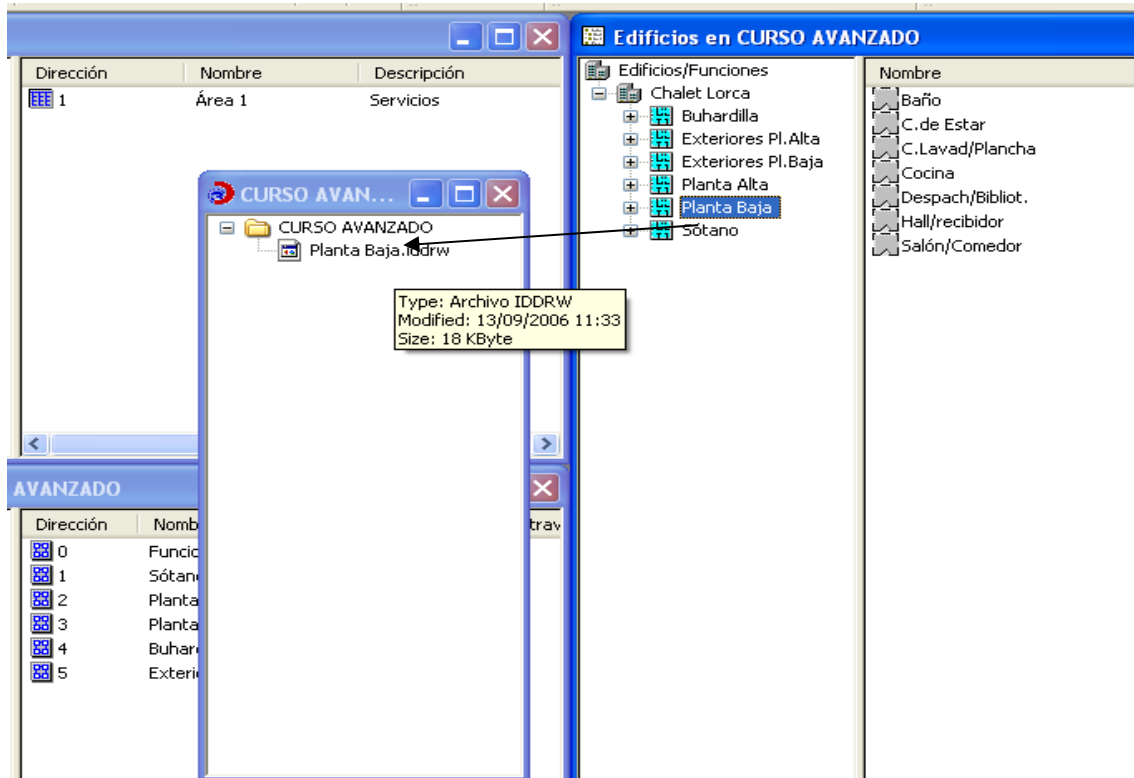 Dirección Nombre Descripción
1 Área 1 Servicios
CURSO AVAN...
CURSO AVANZADO
Planta Baja.iddrw
Type: Archivo IDDRW
Modified: 13/09/2006 11:33
Size: 18 KByte
AVANZADO
Dirección Nomb trav
0 Funcio
1 Sótano
2 Planta
3 Planta
4 Buhar
5 Exteri
Edificios en CURSO AVANZADO
Edificios/Funciones
Chalet Lorca
Buhardilla
Exteriores Pl.Alta
Exteriores Pl.Baja
Planta Alta
Planta Baja
Sótano
Nombre
Baño
C.de Estar
C.Lavad/Plancha
Cocina
Despach/Bibliot.
Hall/recibidor
Salón/Comedor